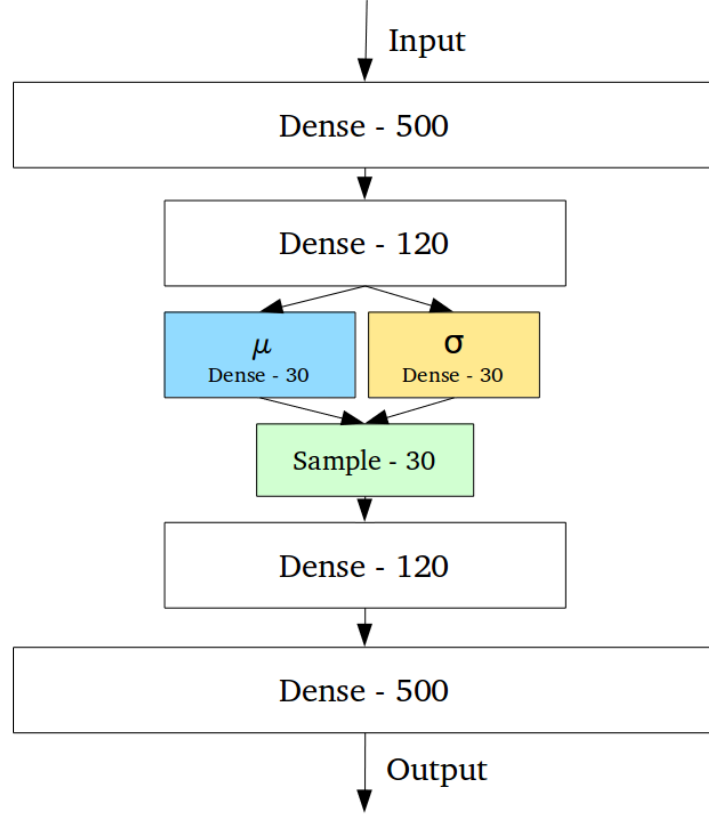 Input
Dense - 500
Dense - 120
μ
Dense - 30
σ
Dense - 30
Sample - 30
Dense - 120
Dense - 500
Output